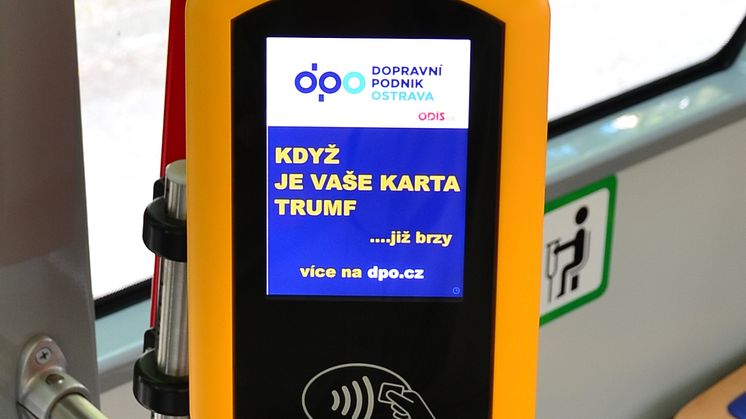 dpo DOPRAVNÍ
PODNIK
OSTRAVA
ODIS
KDYŽ
JE VAŠE KARTA
TRUMF
....již brzy
více na dpo.cz